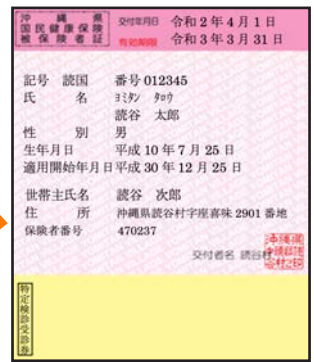 沖縄県
国民健康保険
被保険者証
交付年月日 令和2年4月1日
有効期限 令和3年3月31日
記号 読国 番号 012345
氏名 ﾖﾐﾀﾝ ﾀﾛｳ
読谷 太郎
性別 男
生年月日 平成10年7月25日
適用開始年月日 平成30年12月25日
世帯主氏名 読谷 次郎
住所 沖縄県読谷村字座喜味2901番地
保険者番号 470237
交付者名 読谷村
特定検診受診券